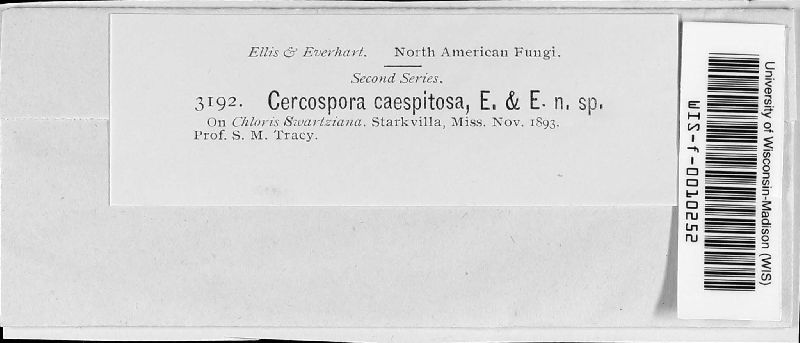 Ellis & Everhart. North American Fungi.
Second Series.
3192. Cercospora caespitosa, E. & E. n. sp.
On Chloris Swartziana. Starkvilla, Miss. Nov. 1893.
Prof. S. M. Tracy.
University of Wisconsin-Madison (WIS)
WIS-f-0010252